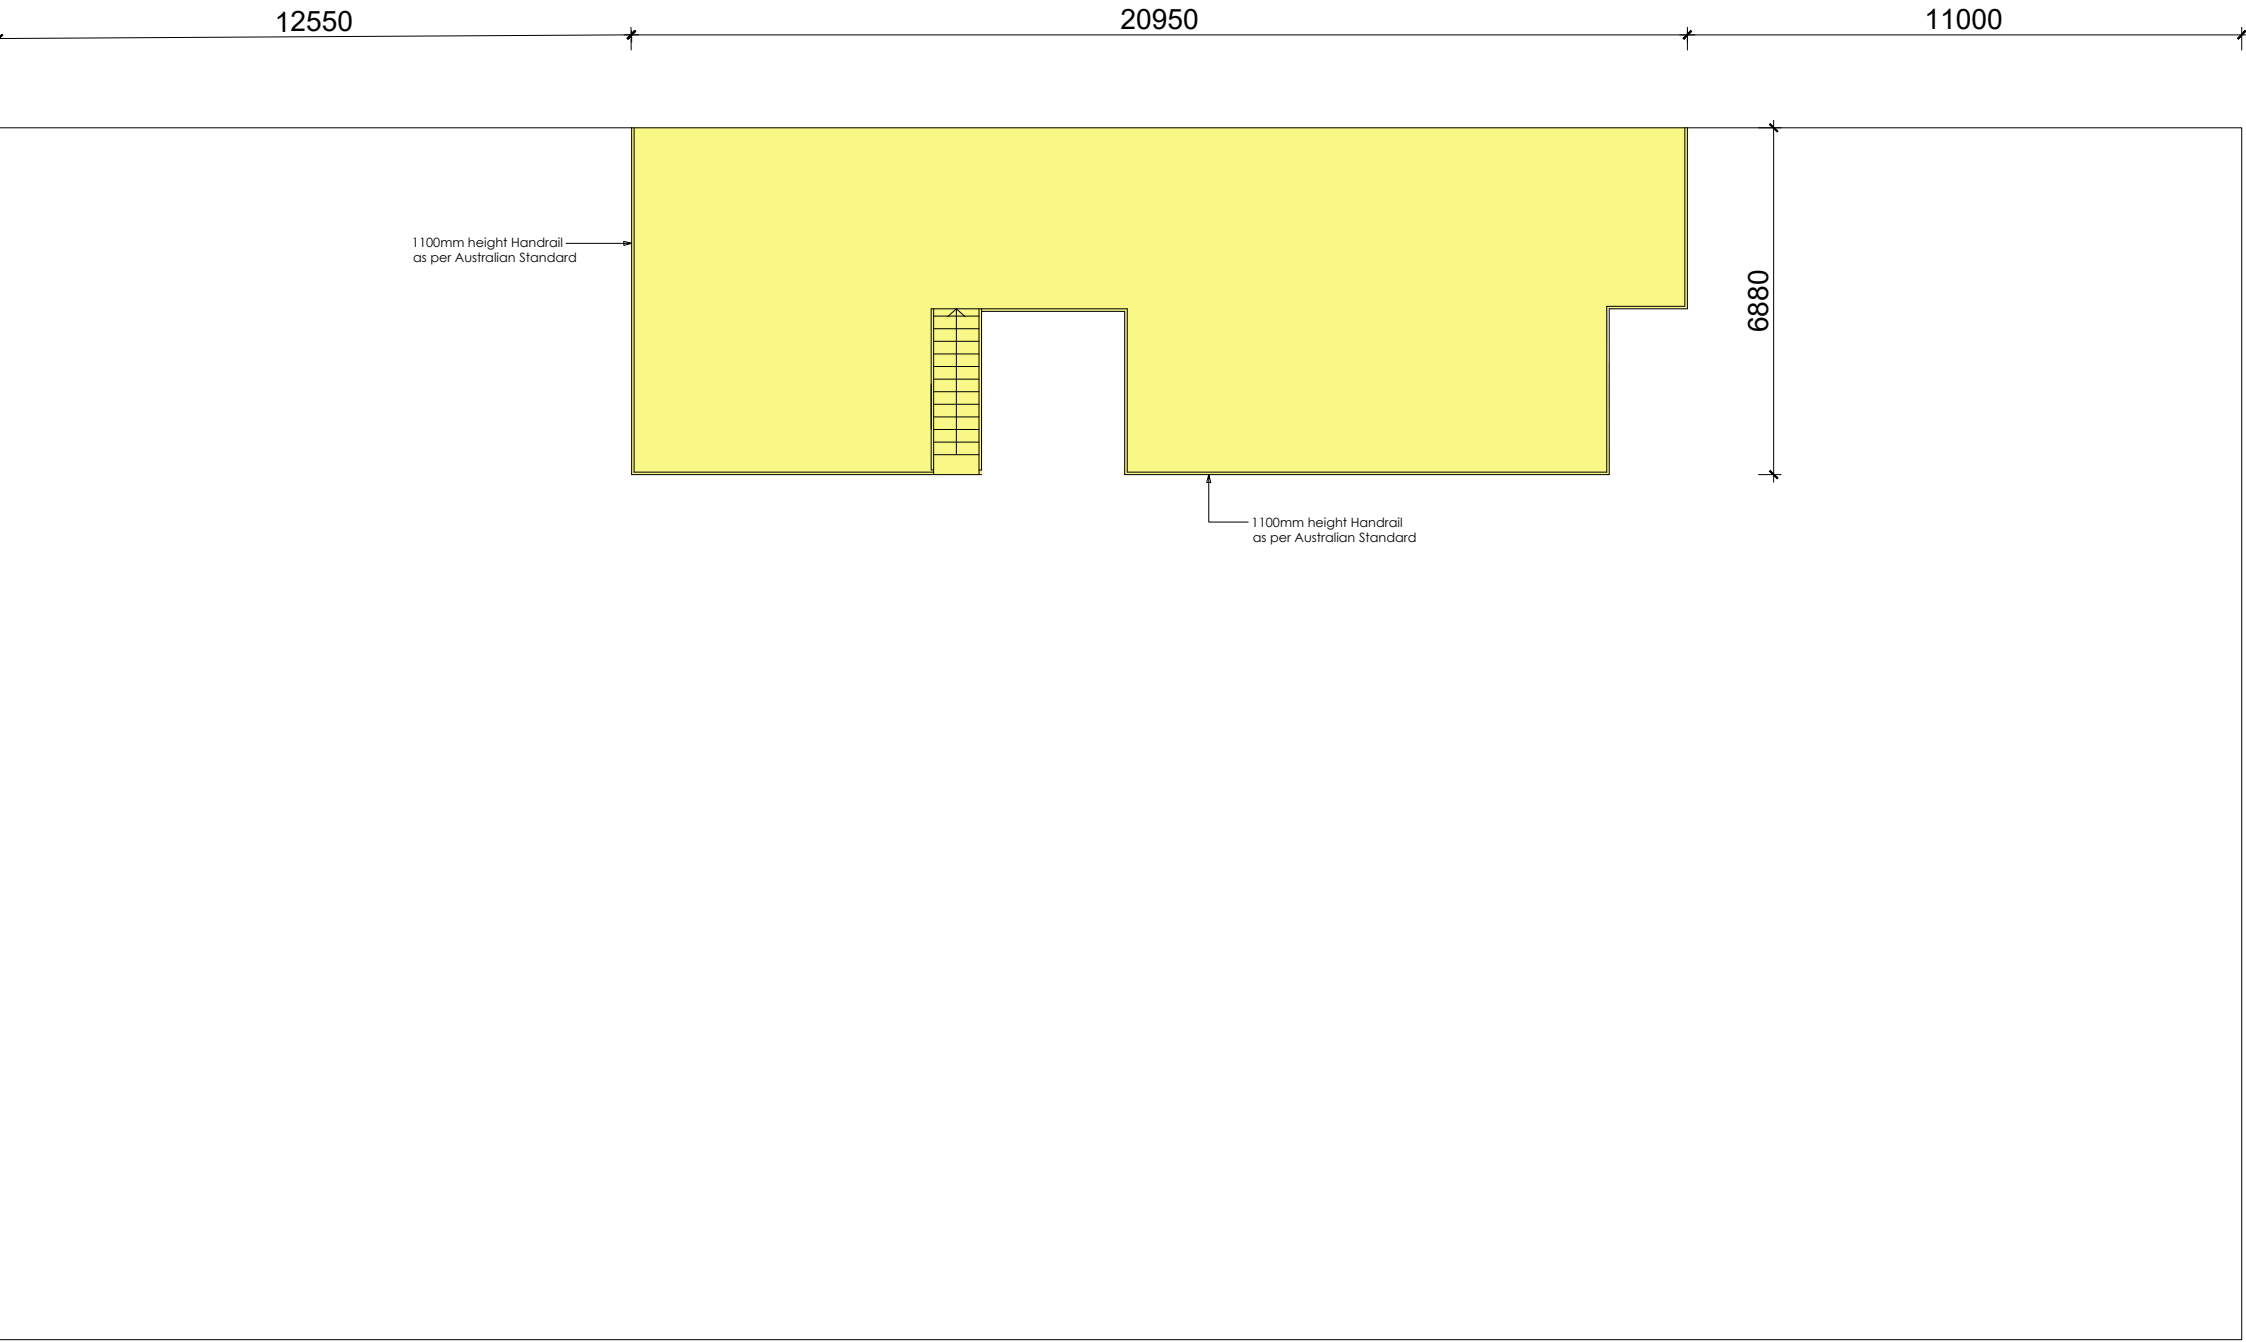 12550
20950
11000
1100mm height Handrail
as per Australian Standard
6880
1100mm height Handrail
as per Australian Standard